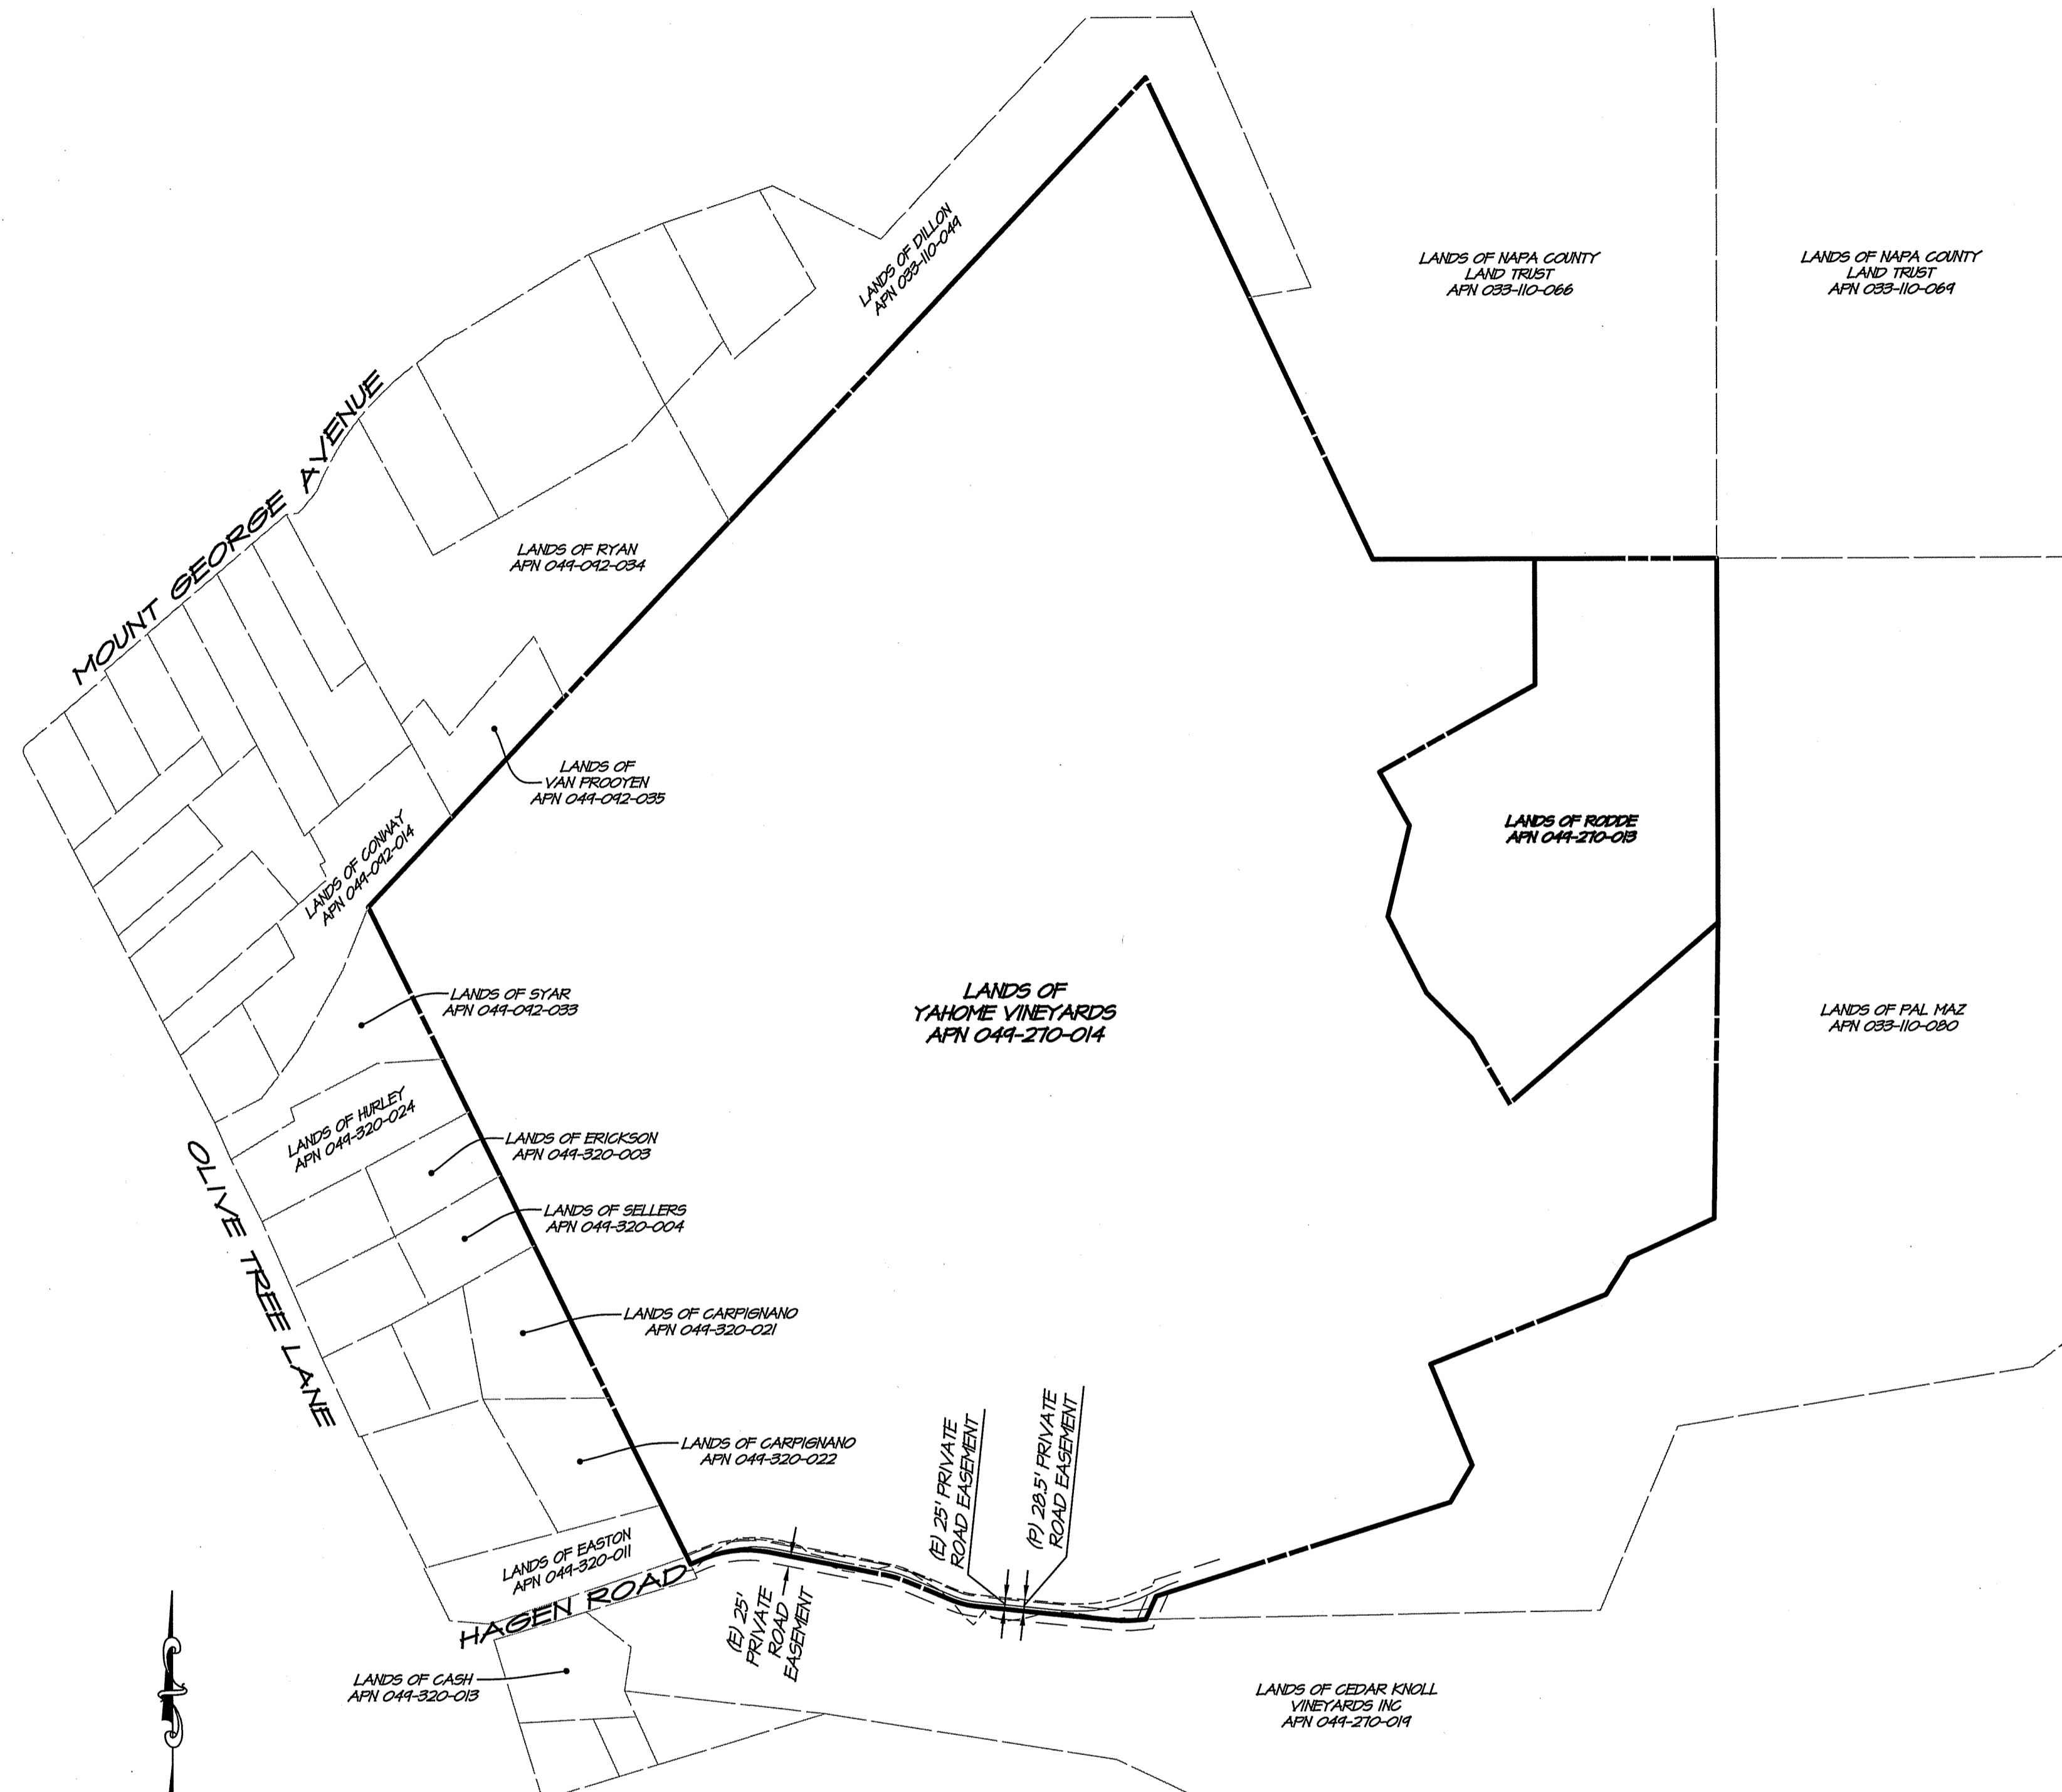 LANDS OF DILLON
APN 033-110-049
LANDS OF NAPA COUNTY
LAND TRUST
APN 033-110-066
LANDS OF NAPA COUNTY
LAND TRUST
APN 033-110-069
MOUNT GEORGE AVENUE
LANDS OF RYAN
APN 049-092-034
LANDS OF
VAN PROOYEN
APN 049-092-035
LANDS OF CONWAY
APN 049-092-014
LANDS OF RODDE
APN 049-270-013
LANDS OF SYAR
APN 049-092-033
LANDS OF
YAHOME VINEYARDS
APN 049-270-014
LANDS OF PAL MAZ
APN 033-110-080
LANDS OF HURLEY
APN 049-320-024
LANDS OF ERICKSON
APN 049-320-003
OLIVE TREE LANE
LANDS OF SELLERS
APN 049-320-004
LANDS OF CARPIGNANO
APN 049-320-021
LANDS OF CARPIGNANO
APN 049-320-022
(E) 25' PRIVATE
ROAD EASEMENT
(P) 28.5' PRIVATE
ROAD EASEMENT
LANDS OF EASTON
APN 049-320-011
HAGEN ROAD
(E) 25'
PRIVATE
ROAD
EASEMENT
LANDS OF CASH
APN 049-320-013
LANDS OF CEDAR KNOLL
VINEYARDS INC
APN 049-270-019